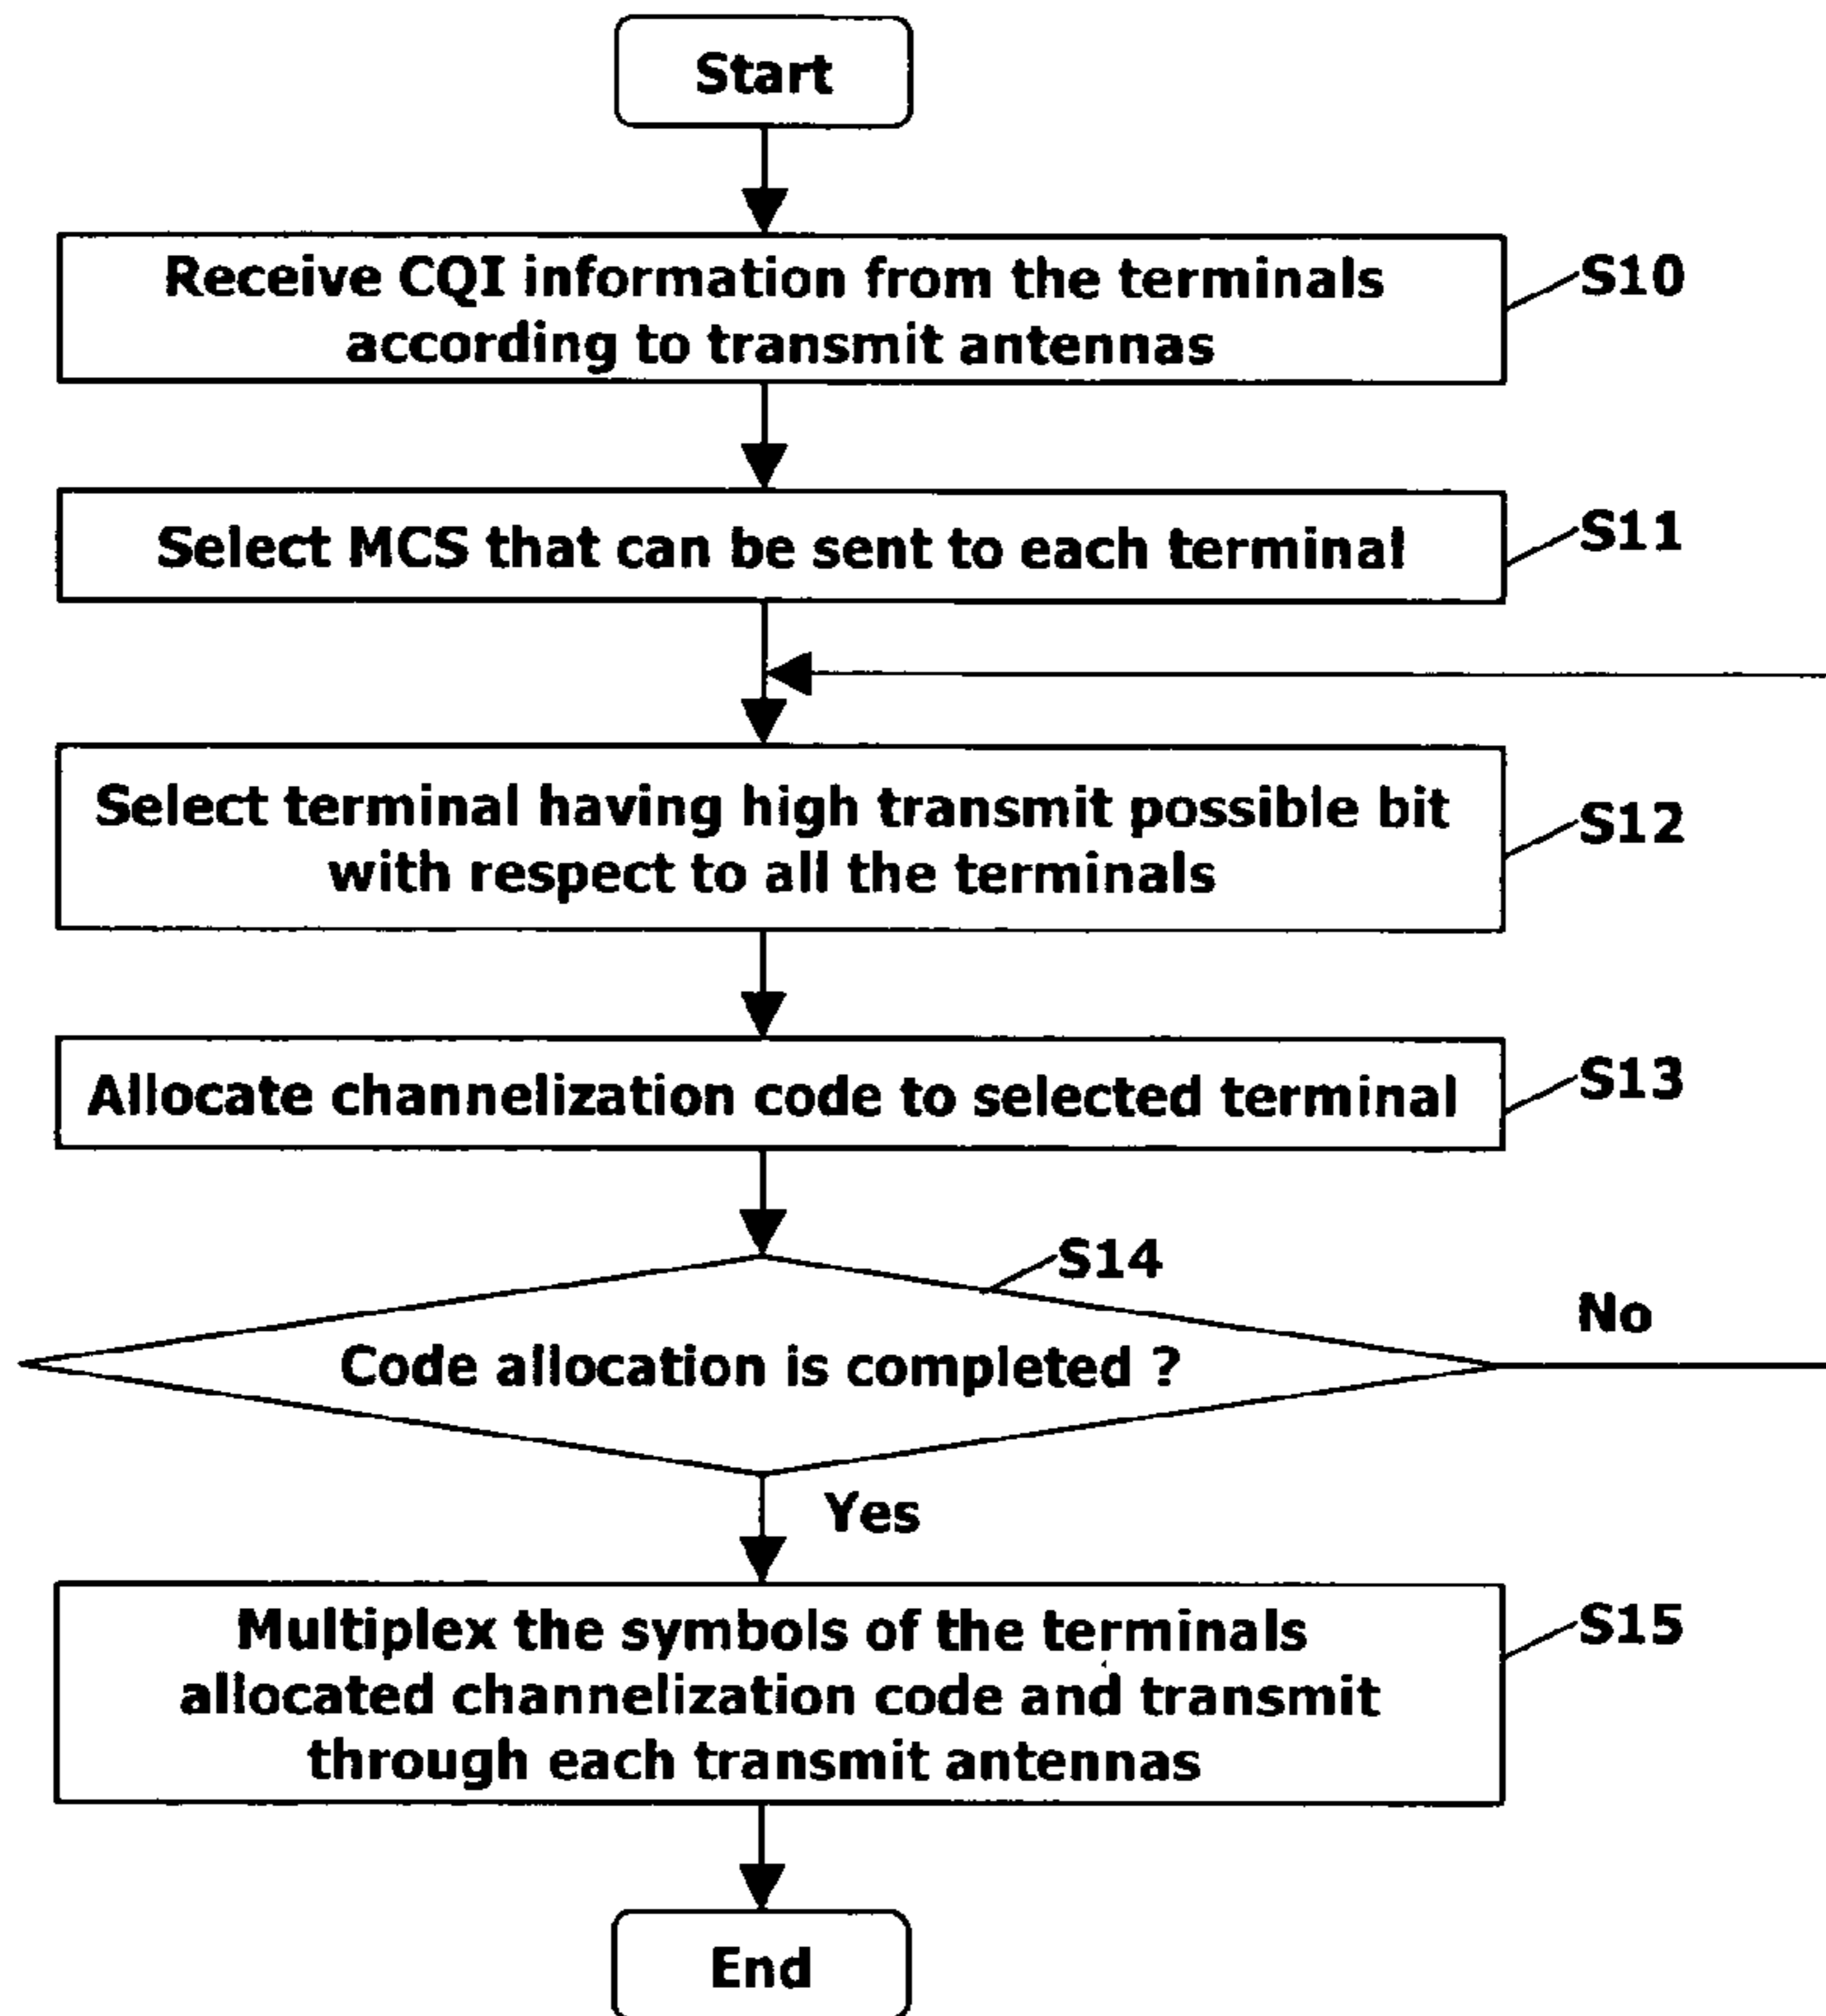 Start
Receive CQI information from the terminals
according to transmit antennas
S10
Select MCS that can be sent to each terminal
S11
Select terminal having high transmit possible bit
with respect to all the terminals
S12
Allocate channelization code to selected terminal
S13
S14
Code allocation is completed ?
No
Yes
Multiplex the symbols of the terminals
allocated channelization code and transmit
through each transmit antennas
S15
End